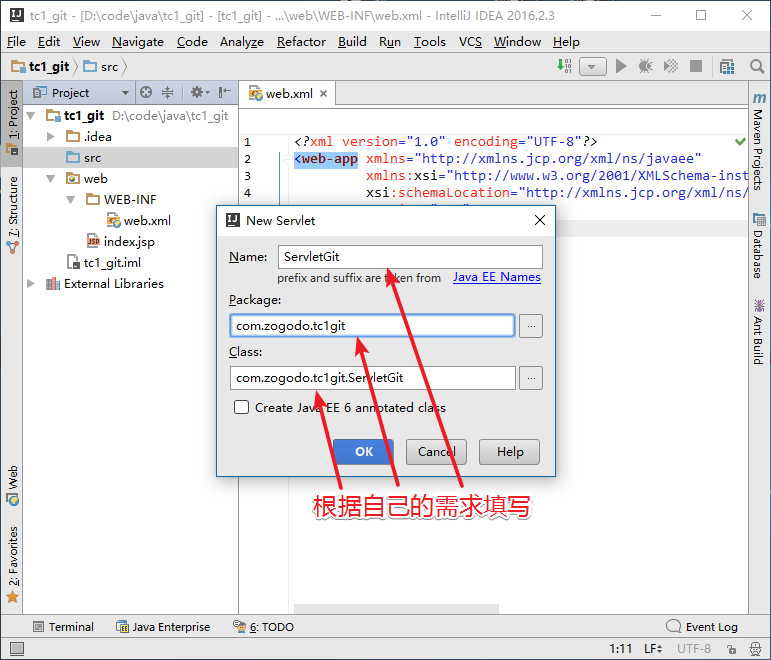 tc1_git - [D:\code\java\tc1_git] - [tc1_git] - ...\web\WEB-INF\web.xml - IntelliJ IDEA 2016.2.3
File Edit View Navigate Code Analyze Refactor Build Run Tools VCS Window Help
tc1_git src
Project
web.xml
1: Project
7: Structure
Web
2: Favorites
tc1_git D:\code\java\tc1_git
.idea
src
web
WEB-INF
web.xml
index.jsp
tc1_git.iml
External Libraries
1 <?xml version="1.0" encoding="UTF-8"?>
2 <web-app xmlns="http://xmlns.jcp.org/xml/ns/javaee"
3 xmlns:xsi="http://www.w3.org/2001/XMLSchema-inst
4 xsi:schemaLocation="http://xmlns.jcp.org/xml/ns/
New Servlet
Name: ServletGit
prefix and suffix are taken from Java EE Names
Package:
com.zogodo.tc1git
...
Class:
com.zogodo.tc1git.ServletGit
...
Create Java EE 6 annotated class
OK Cancel Help
根据自己的需求填写
Maven Projects
Database
Ant Build
Terminal Java Enterprise 6: TODO Event Log
1:11 LF UTF-8